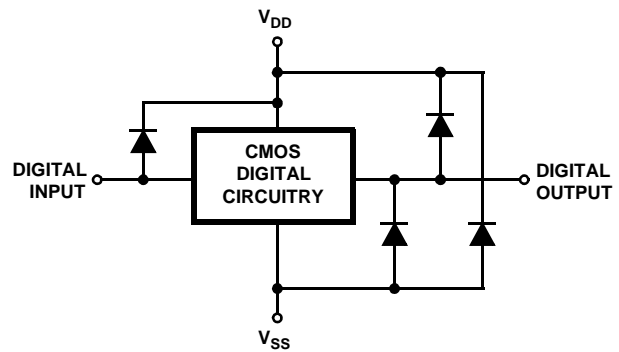 VDD
CMOS
DIGITAL
CIRCUITRY
DIGITAL
INPUT
DIGITAL
OUTPUT
VSS